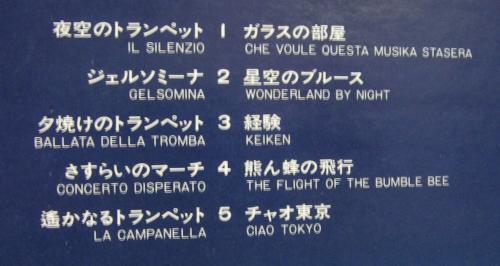 夜空のトランペット 1 ガラスの部屋
IL SILENZIO CHE VOULE QUESTA MUSIKA STASERA
ジェルソミーナ 2 星空のブルース
GELSOMINA WONDERLAND BY NIGHT
夕焼けのトランペット 3 経験
BALLATA DELLA TROMBA KEIKEN
さすらいのマーチ 4 熊ん蜂の飛行
CONCERTO DISPERATO THE FLIGHT OF THE BUMBLE BEE
遙かなるトランペット 5 チャオ東京
LA CAMPANELLA CIAO TOKYO